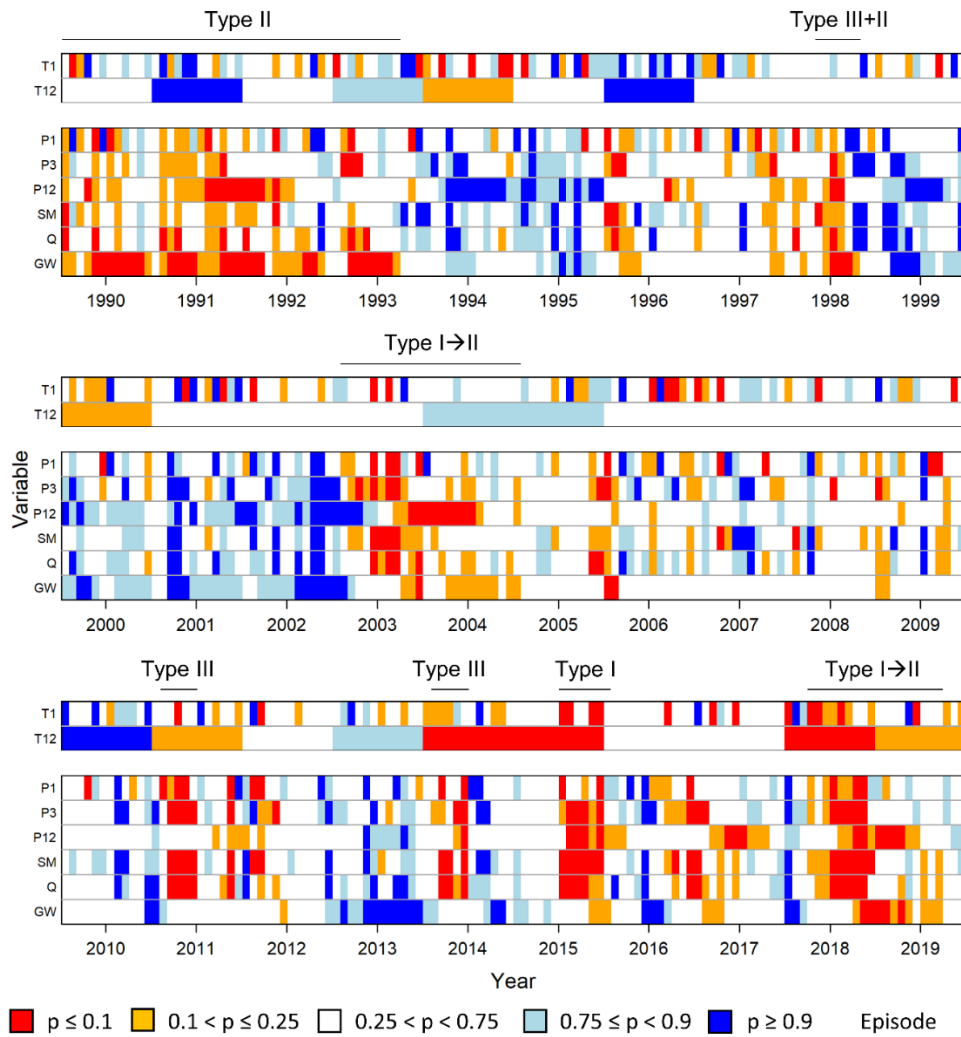 Type II Type III+II
T1
T12
P1
P3
P12
SM
Q
GW
1990 1991 1992 1993 1994 1995 1996 1997 1998 1999
Type I→II
T1
T12
Variable
P1
P3
P12
SM
Q
GW
2000 2001 2002 2003 2004 2005 2006 2007 2008 2009
Type III Type III Type I Type I→II
T1
T12
P1
P3
P12
SM
Q
GW
2010 2011 2012 2013 2014 2015 2016 2017 2018 2019
Year
p ≤ 0.1 0.1 < p ≤ 0.25 0.25 < p < 0.75 0.75 ≤ p < 0.9 p ≥ 0.9 Episode